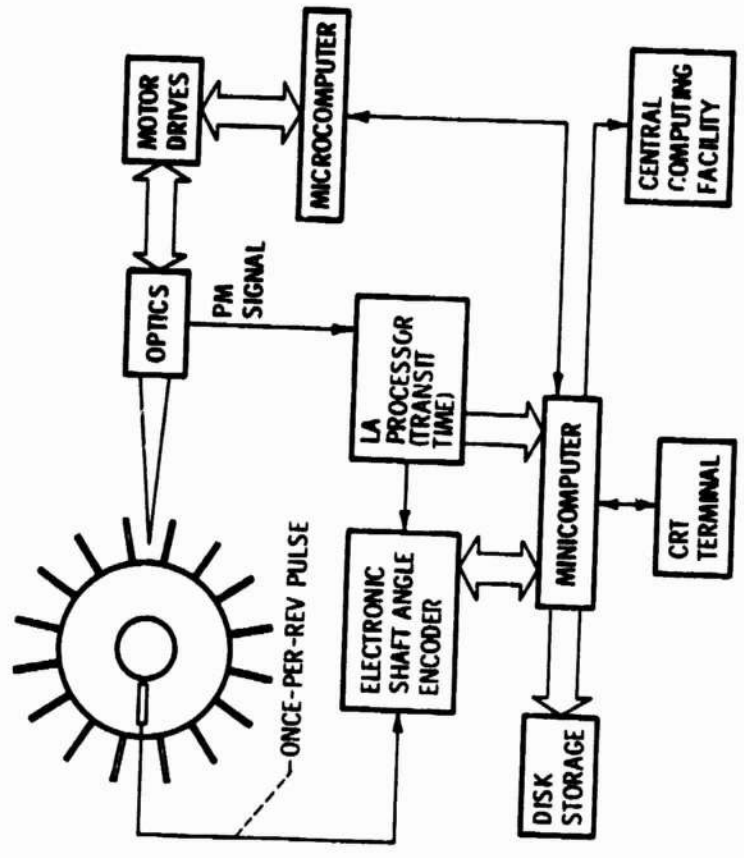 MOTOR
DRIVES
MICROCOMPUTER
OPTICS
PM
SIGNAL
CENTRAL
COMPUTING
FACILITY
LA
PROCESSOR
(TRANSIT
TIME)
ONCE-PER-REV PULSE
ELECTRONIC
SHAFT ANGLE
ENCODER
MINICOMPUTER
CRT
TERMINAL
DISK
STORAGE